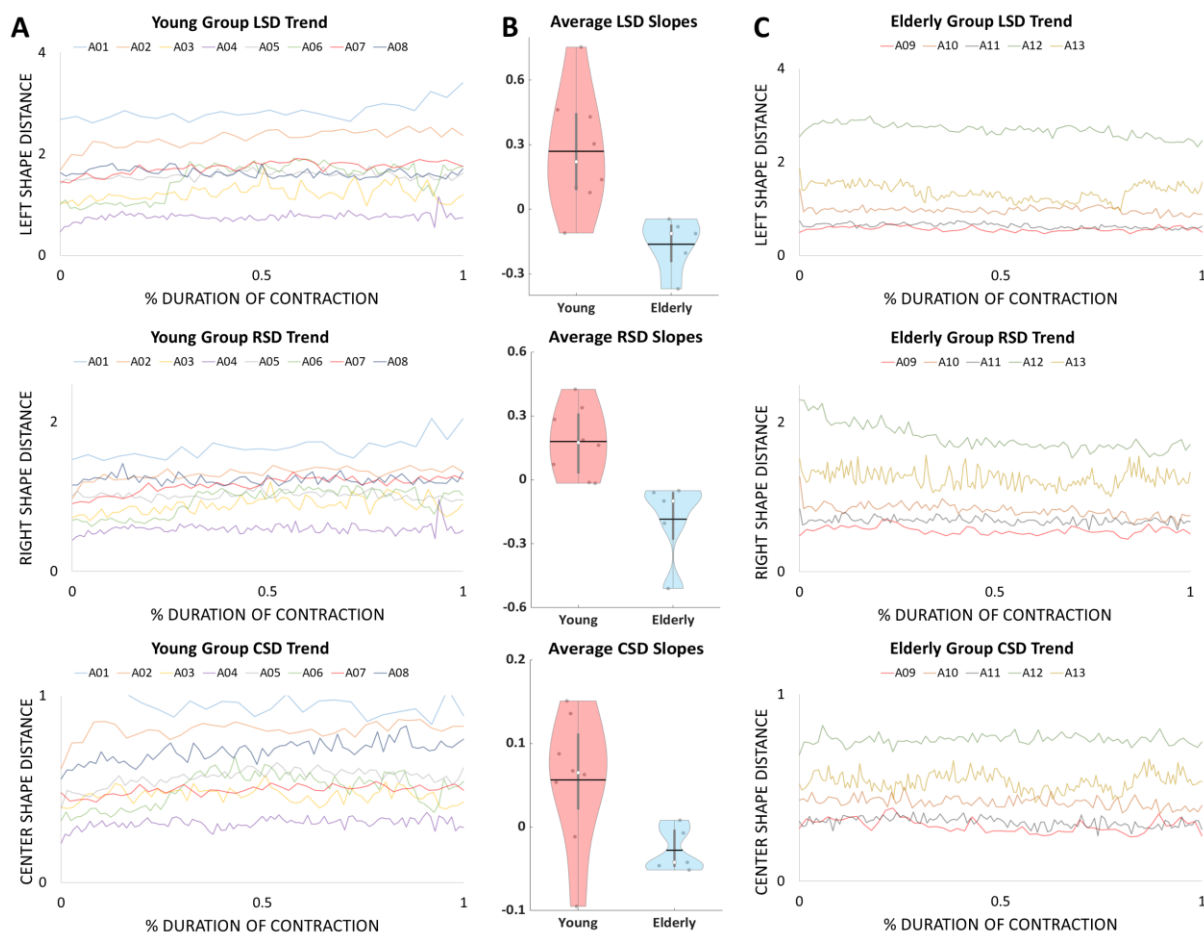 A
Young Group LSD Trend
A01 A02 A03 A04 A05 A06 A07 A08
4
2
0
LEFT SHAPE DISTANCE
0 0.5 1
% DURATION OF CONTRACTION
Young Group RSD Trend
A01 A02 A03 A04 A05 A06 A07 A08
2
0
RIGHT SHAPE DISTANCE
0 0.5 1
% DURATION OF CONTRACTION
Young Group CSD Trend
A01 A02 A03 A04 A05 A06 A07 A08
1
0
CENTER SHAPE DISTANCE
0 0.5 1
% DURATION OF CONTRACTION
B
Average LSD Slopes
0.6
0.3
0
-0.3
Young Elderly
Average RSD Slopes
0.6
0.3
0
-0.3
-0.6
Young Elderly
Average CSD Slopes
0.2
0.1
0
-0.1
Young Elderly
C
Elderly Group LSD Trend
A09 A10 A11 A12 A13
4
2
0
LEFT SHAPE DISTANCE
0 0.5 1
% DURATION OF CONTRACTION
Elderly Group RSD Trend
A09 A10 A11 A12 A13
2
0
RIGHT SHAPE DISTANCE
0 0.5 1
% DURATION OF CONTRACTION
Elderly Group CSD Trend
A09 A10 A11 A12 A13
1
0
CENTER SHAPE DISTANCE
0 0.5 1
% DURATION OF CONTRACTION